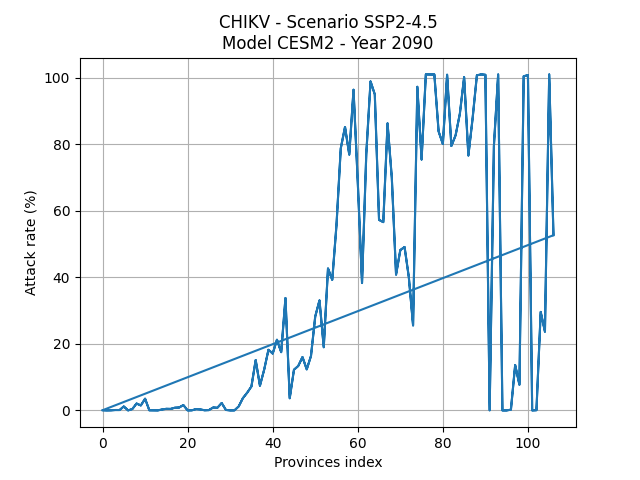 CHIKV - Scenario SSP2-4.5
Model CESM2 - Year 2090
Attack rate (%)
100
80
60
40
20
0
0 20 40 60 80 100
Provinces index